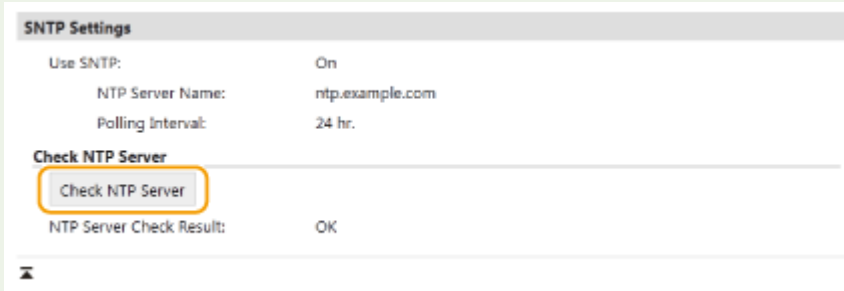 SNTP Settings
Use SNTP: On
NTP Server Name: ntp.example.com
Polling Interval: 24 hr.
Check NTP Server
Check NTP Server
NTP Server Check Result: OK